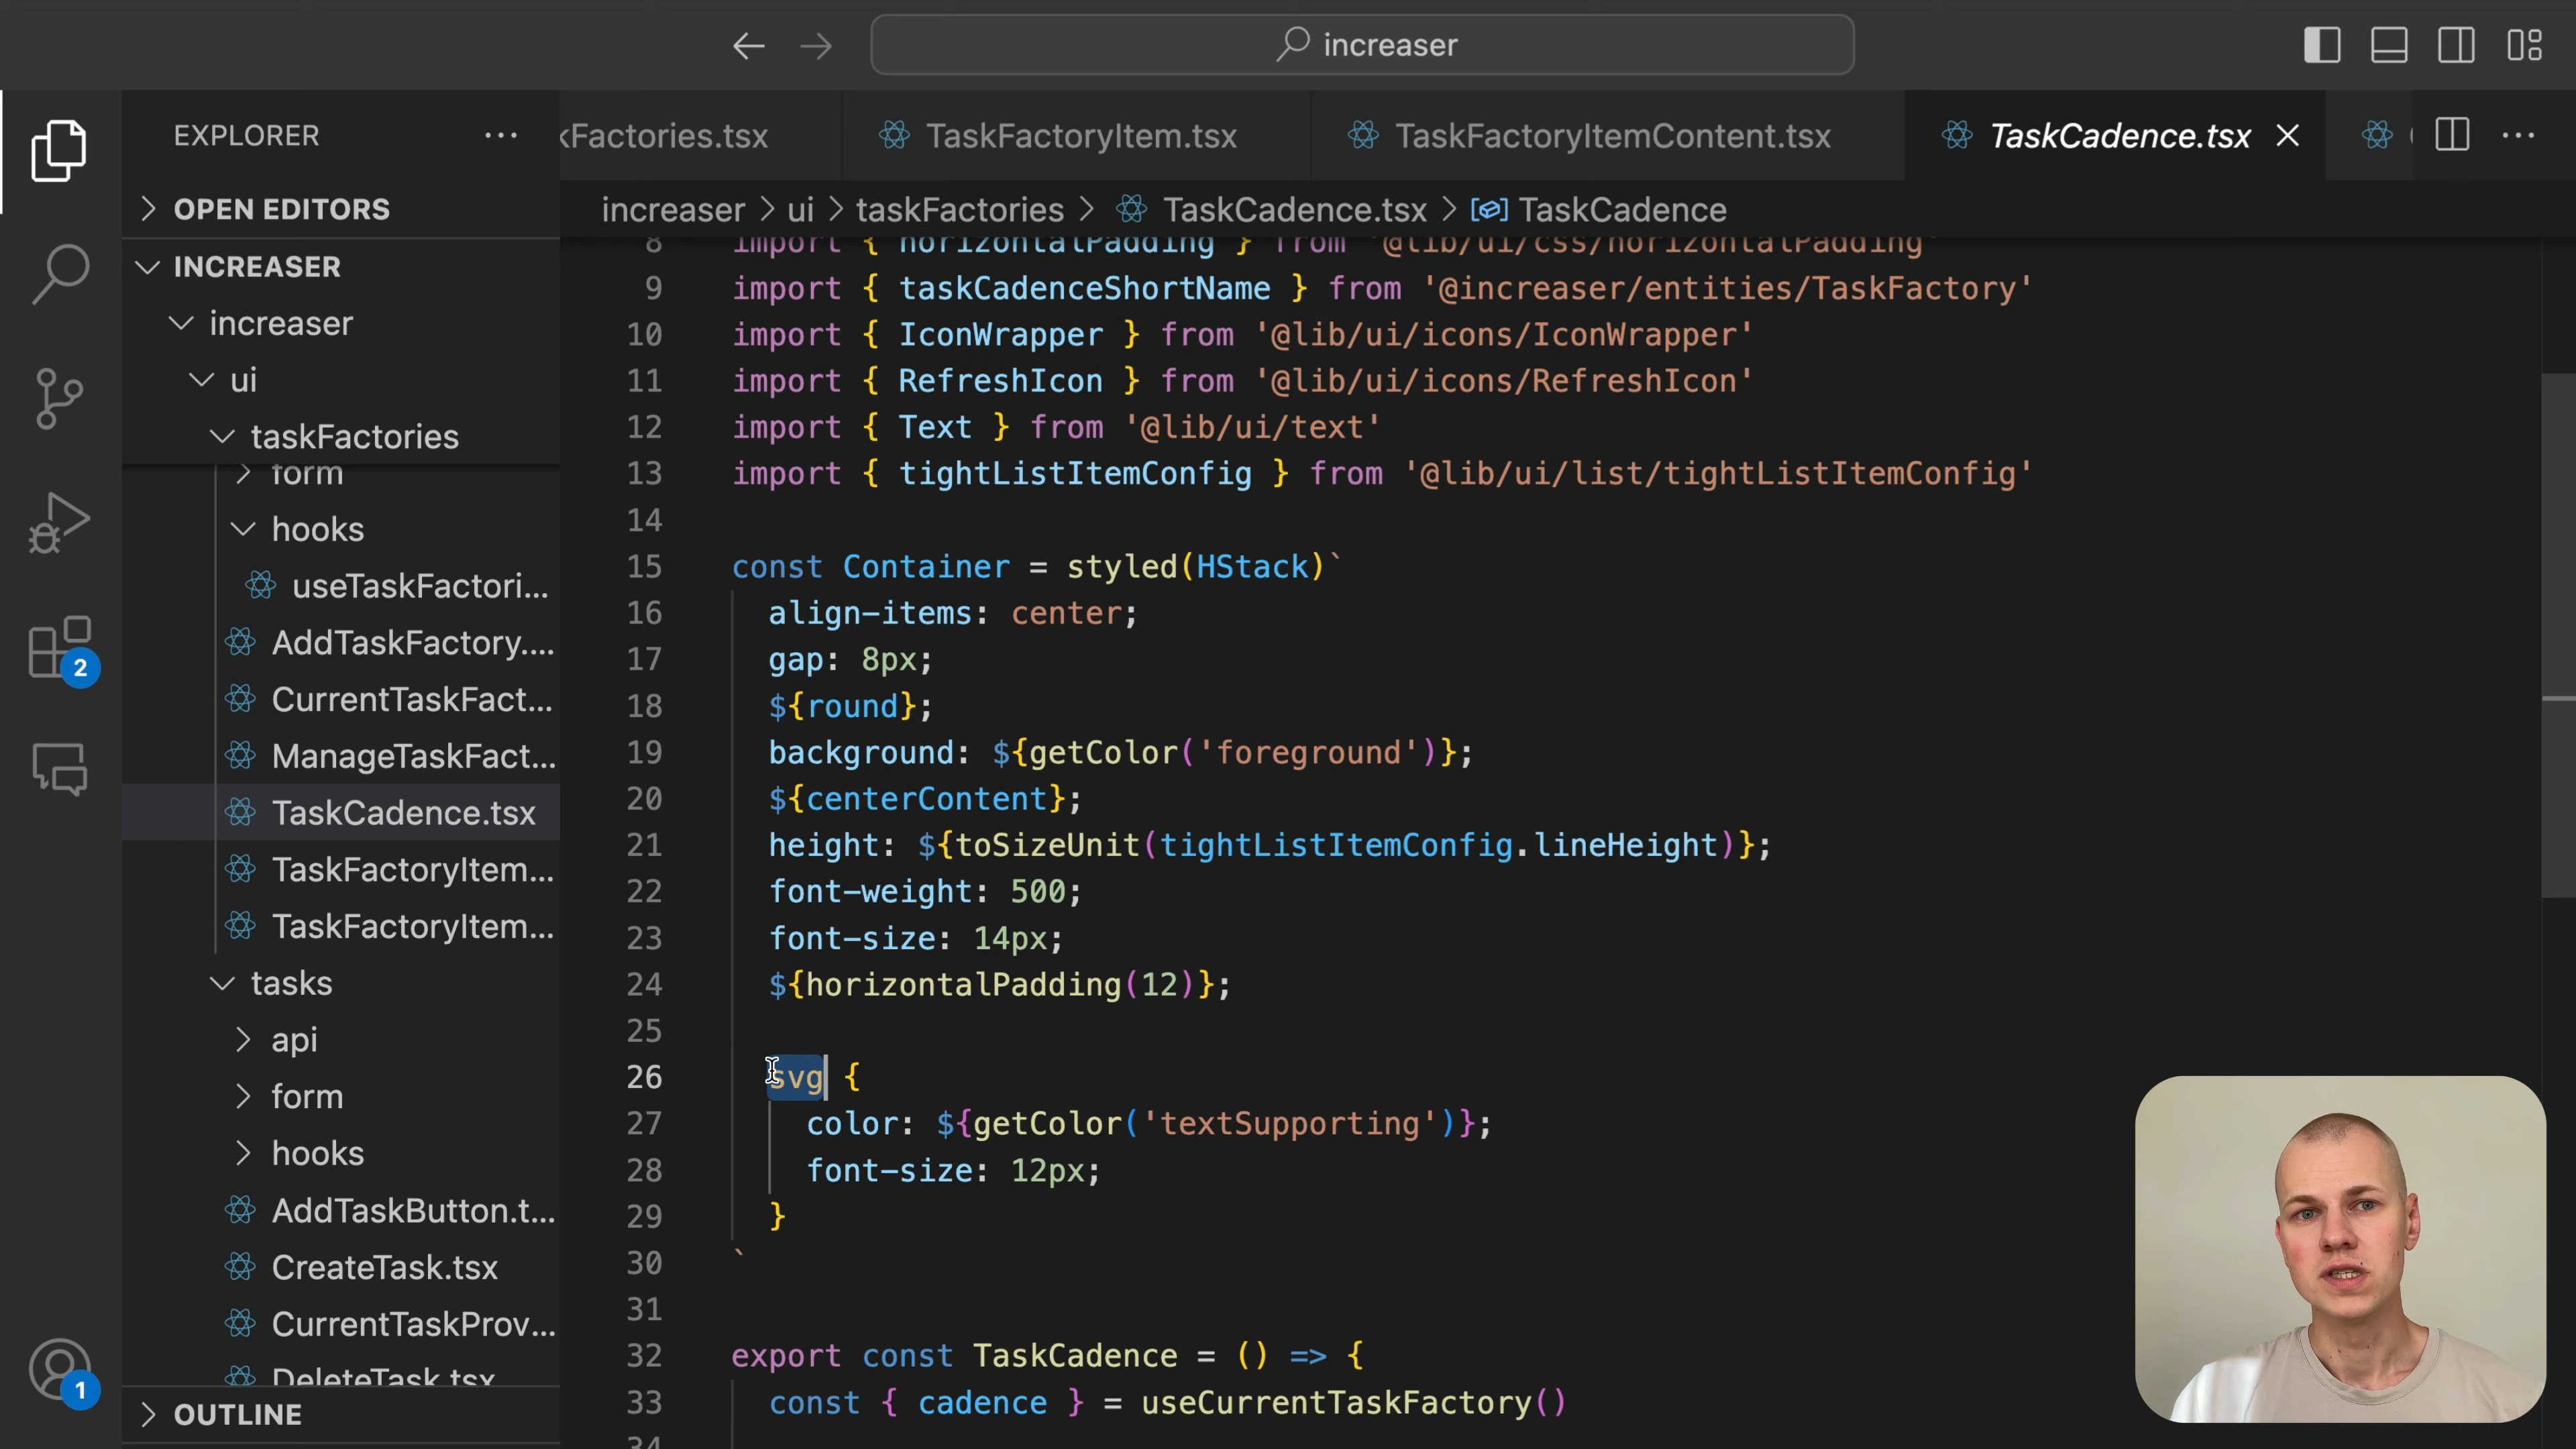 increaser
EXPLORER
kFactories.tsx
TaskFactoryItem.tsx
TaskFactoryItemContent.tsx
TaskCadence.tsx
OPEN EDITORS
increaser > ui > taskFactories > TaskCadence.tsx > TaskCadence
INCREASER
increaser
ui
taskFactories
form
hooks
useTaskFactori...
AddTaskFactory....
CurrentTaskFact...
ManageTaskFact...
TaskCadence.tsx
TaskFactoryItem...
TaskFactoryItem...
tasks
api
form
hooks
AddTaskButton.t...
CreateTask.tsx
CurrentTaskProv...
DeleteTask.tsx
OUTLINE
2
1
8 import { horizontalPadding } from '@lib/ui/css/horizontalPadding'
9 import { taskCadenceShortName } from '@increaser/entities/TaskFactory'
10 import { IconWrapper } from '@lib/ui/icons/IconWrapper'
11 import { RefreshIcon } from '@lib/ui/icons/RefreshIcon'
12 import { Text } from '@lib/ui/text'
13 import { tightListItemConfig } from '@lib/ui/list/tightListItemConfig'
14
15 const Container = styled(HStack)`
16 align-items: center;
17 gap: 8px;
18 ${round};
19 background: ${getColor('foreground')};
20 ${centerContent};
21 height: ${toSizeUnit(tightListItemConfig.lineHeight)};
22 font-weight: 500;
23 font-size: 14px;
24 ${horizontalPadding(12)};
25
26 svg {
27 color: ${getColor('textSupporting')};
28 font-size: 12px;
29 }
30 `
31
32 export const TaskCadence = () => {
33 const { cadence } = useCurrentTaskFactory()
34